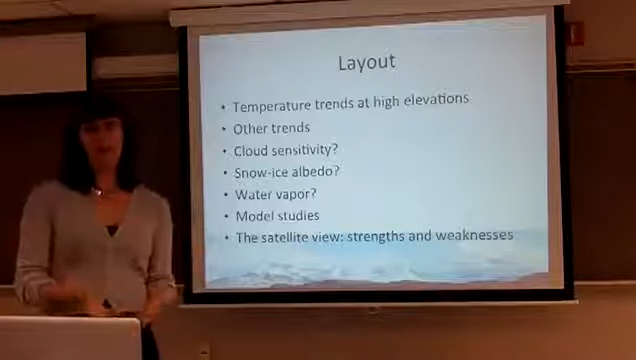 Layout
• Temperature trends at high elevations
• Other trends
• Cloud sensitivity?
• Snow-ice albedo?
• Water vapor?
• Model studies
• The satellite view: strengths and weaknesses